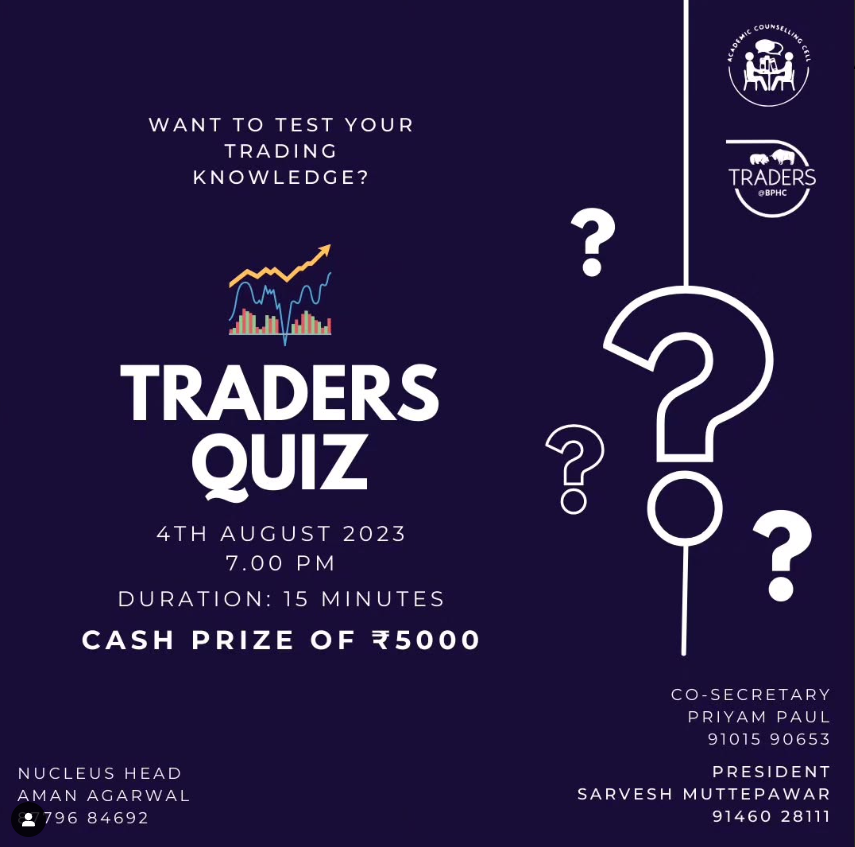 ACADEMIC COUNSELLING CELL
TRADERS
@BPHC
WANT TO TEST YOUR
TRADING
KNOWLEDGE?
TRADERS
QUIZ
4TH AUGUST 2023
7.00 PM
DURATION: 15 MINUTES
CASH PRIZE OF ₹5000
CO-SECRETARY
PRIYAM PAUL
91015 90653
PRESIDENT
SARVESH MUTTEPAWAR
91460 28111
NUCLEUS HEAD
AMAN AGARWAL
84692